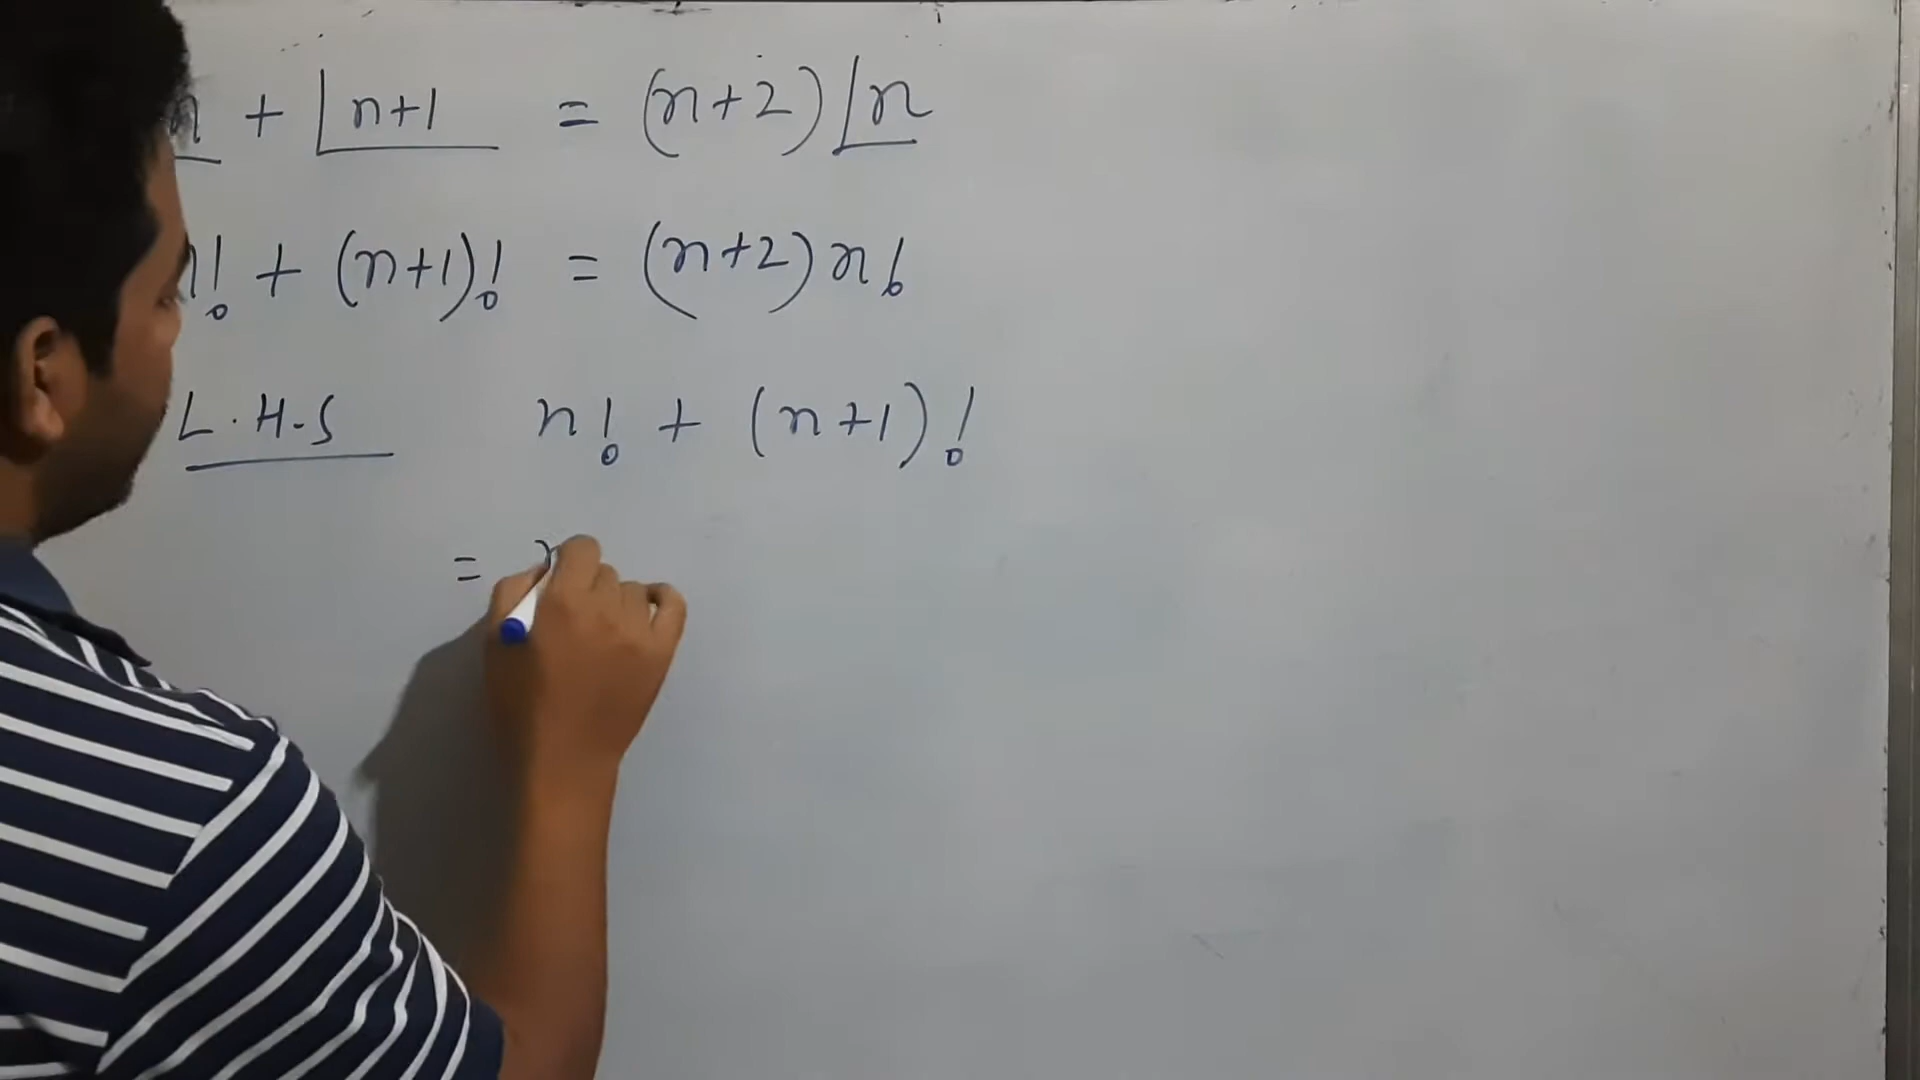 n + |n+1 = (n+2) |n
n! + (n+1)! = (n+2) n!
L.H.S n! + (n+1)!
= n